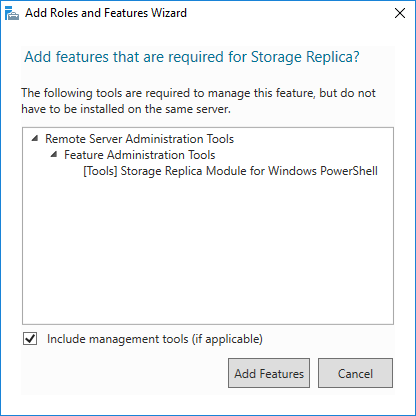 Add Roles and Features Wizard
Add features that are required for Storage Replica?
The following tools are required to manage this feature, but do not
have to be installed on the same server.
Remote Server Administration Tools
Feature Administration Tools
[Tools] Storage Replica Module for Windows PowerShell
Include management tools (if applicable)
Add Features
Cancel